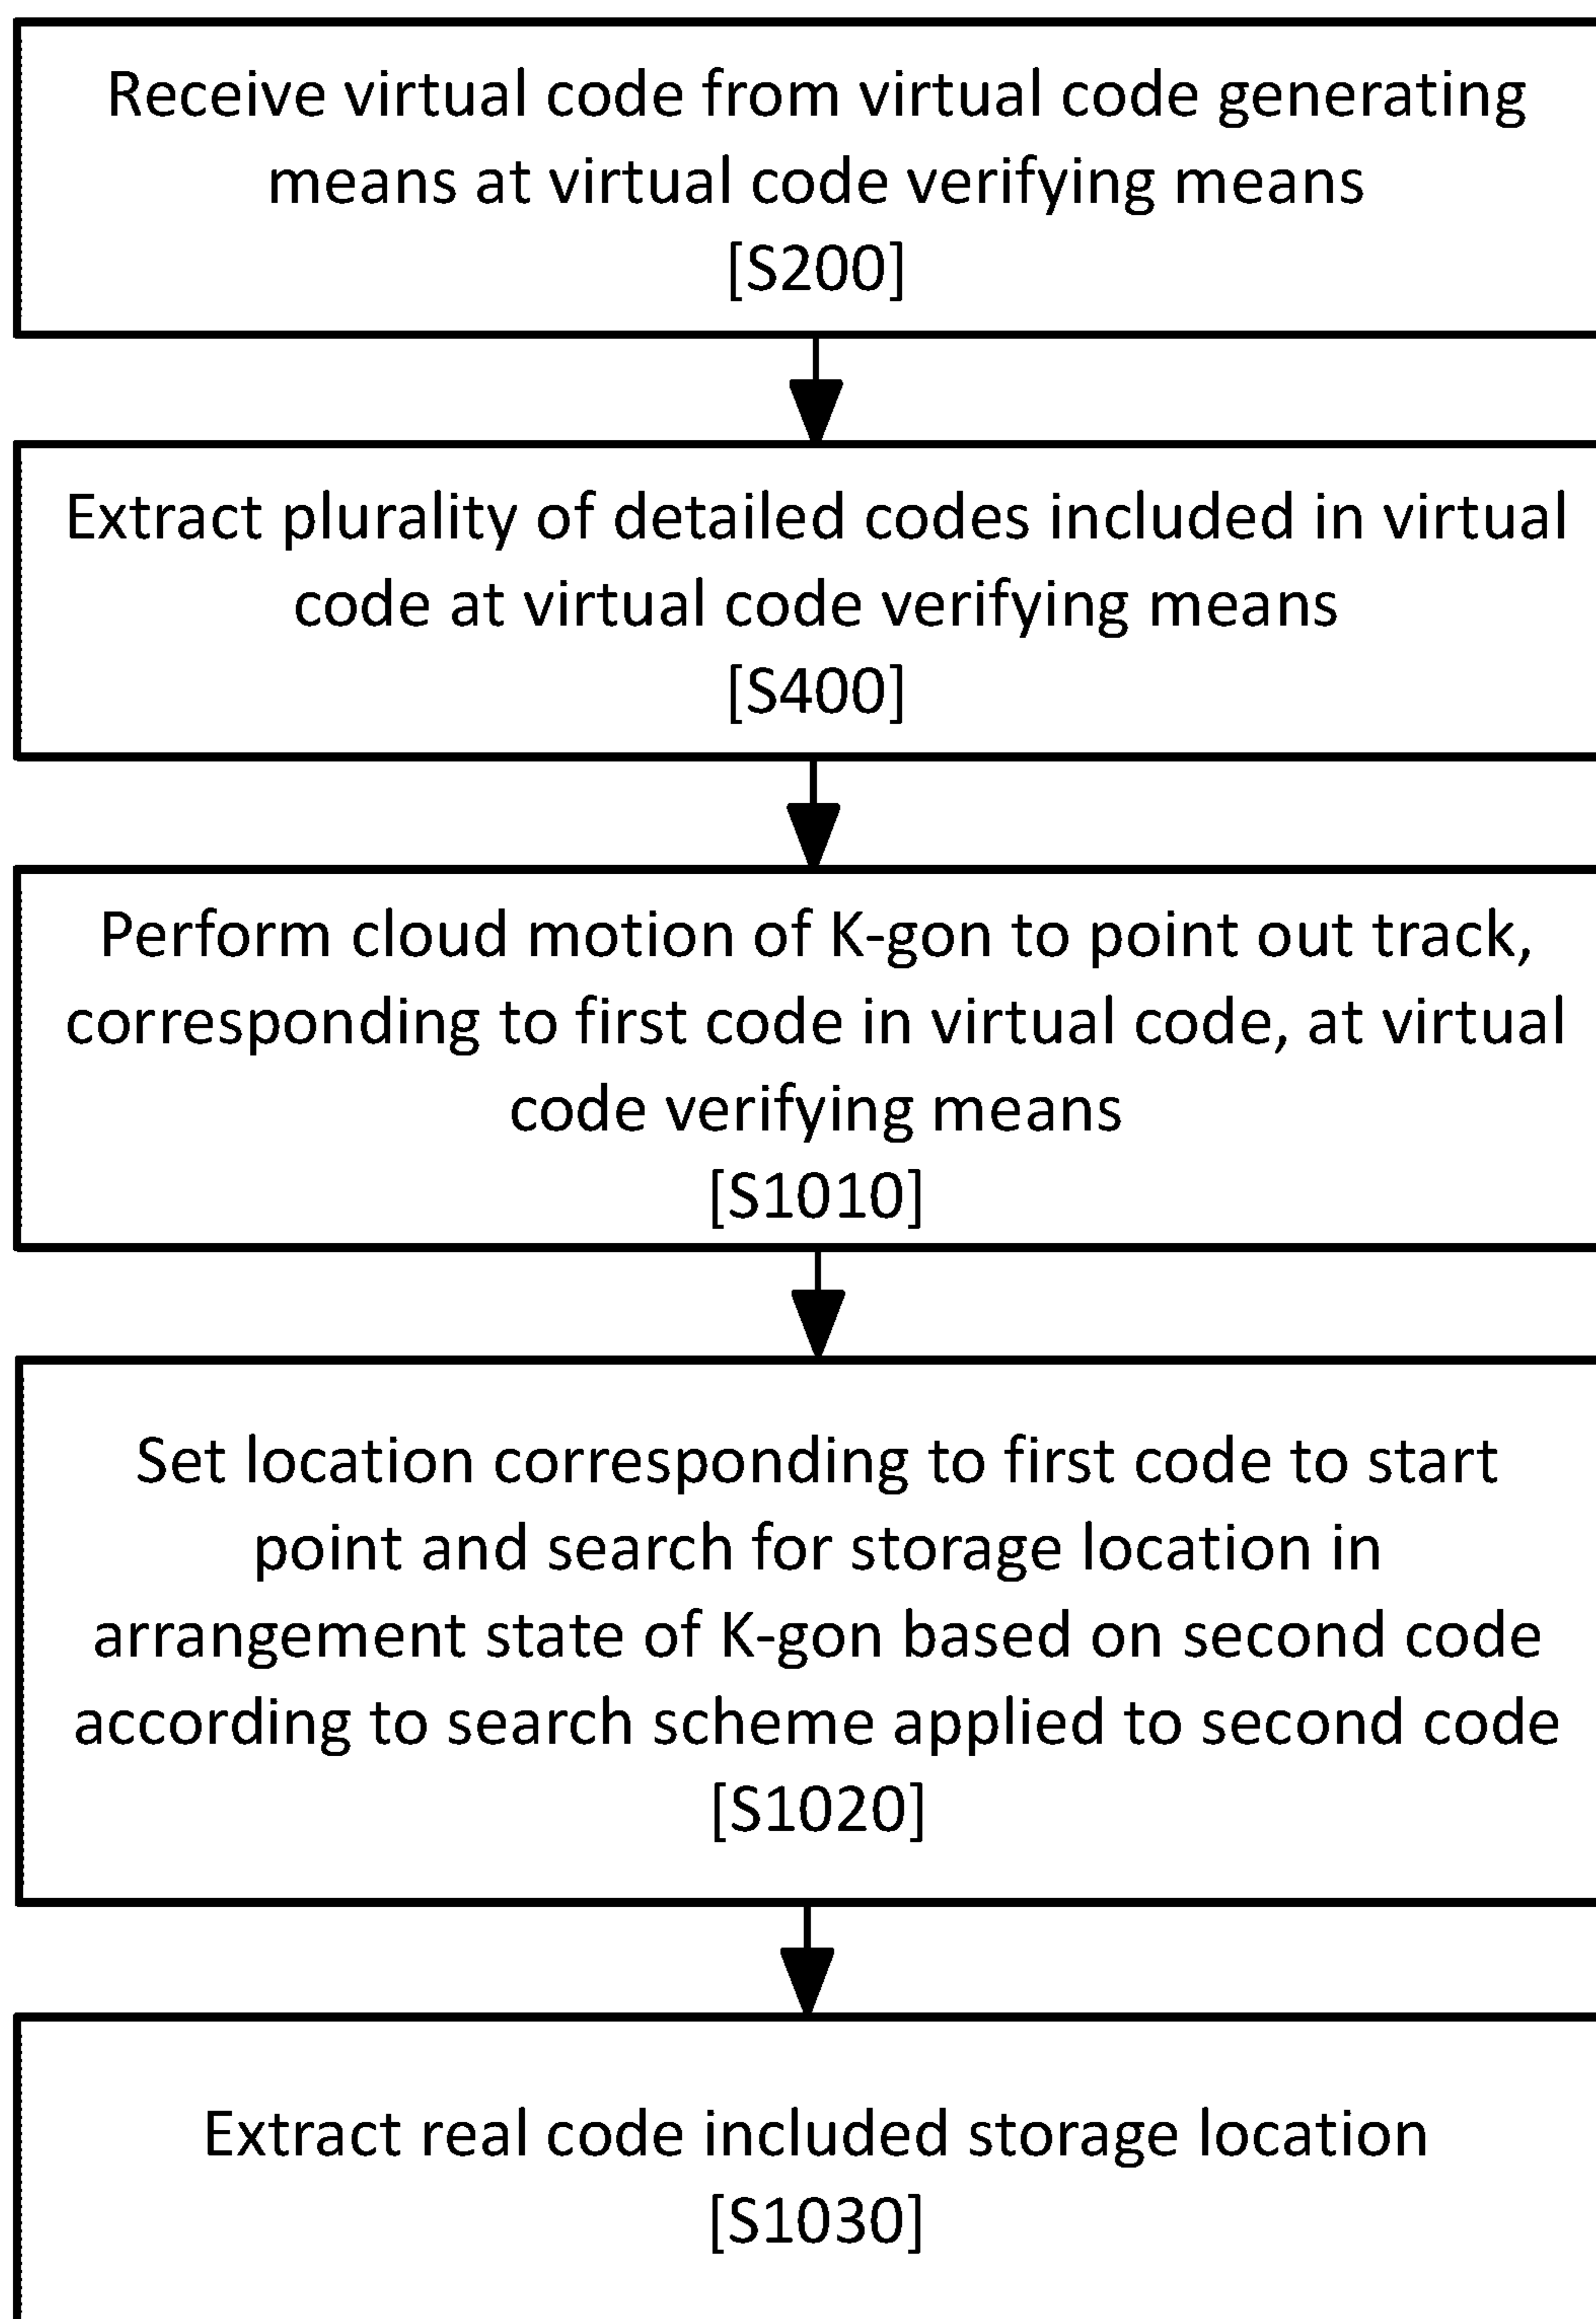 Receive virtual code from virtual code generating
means at virtual code verifying means
[S200]
Extract plurality of detailed codes included in virtual
code at virtual code verifying means
[S400]
Perform cloud motion of K-gon to point out track,
corresponding to first code in virtual code, at virtual
code verifying means
[S1010]
Set location corresponding to first code to start
point and search for storage location in
arrangement state of K-gon based on second code
according to search scheme applied to second code
[S1020]
Extract real code included storage location
[S1030]